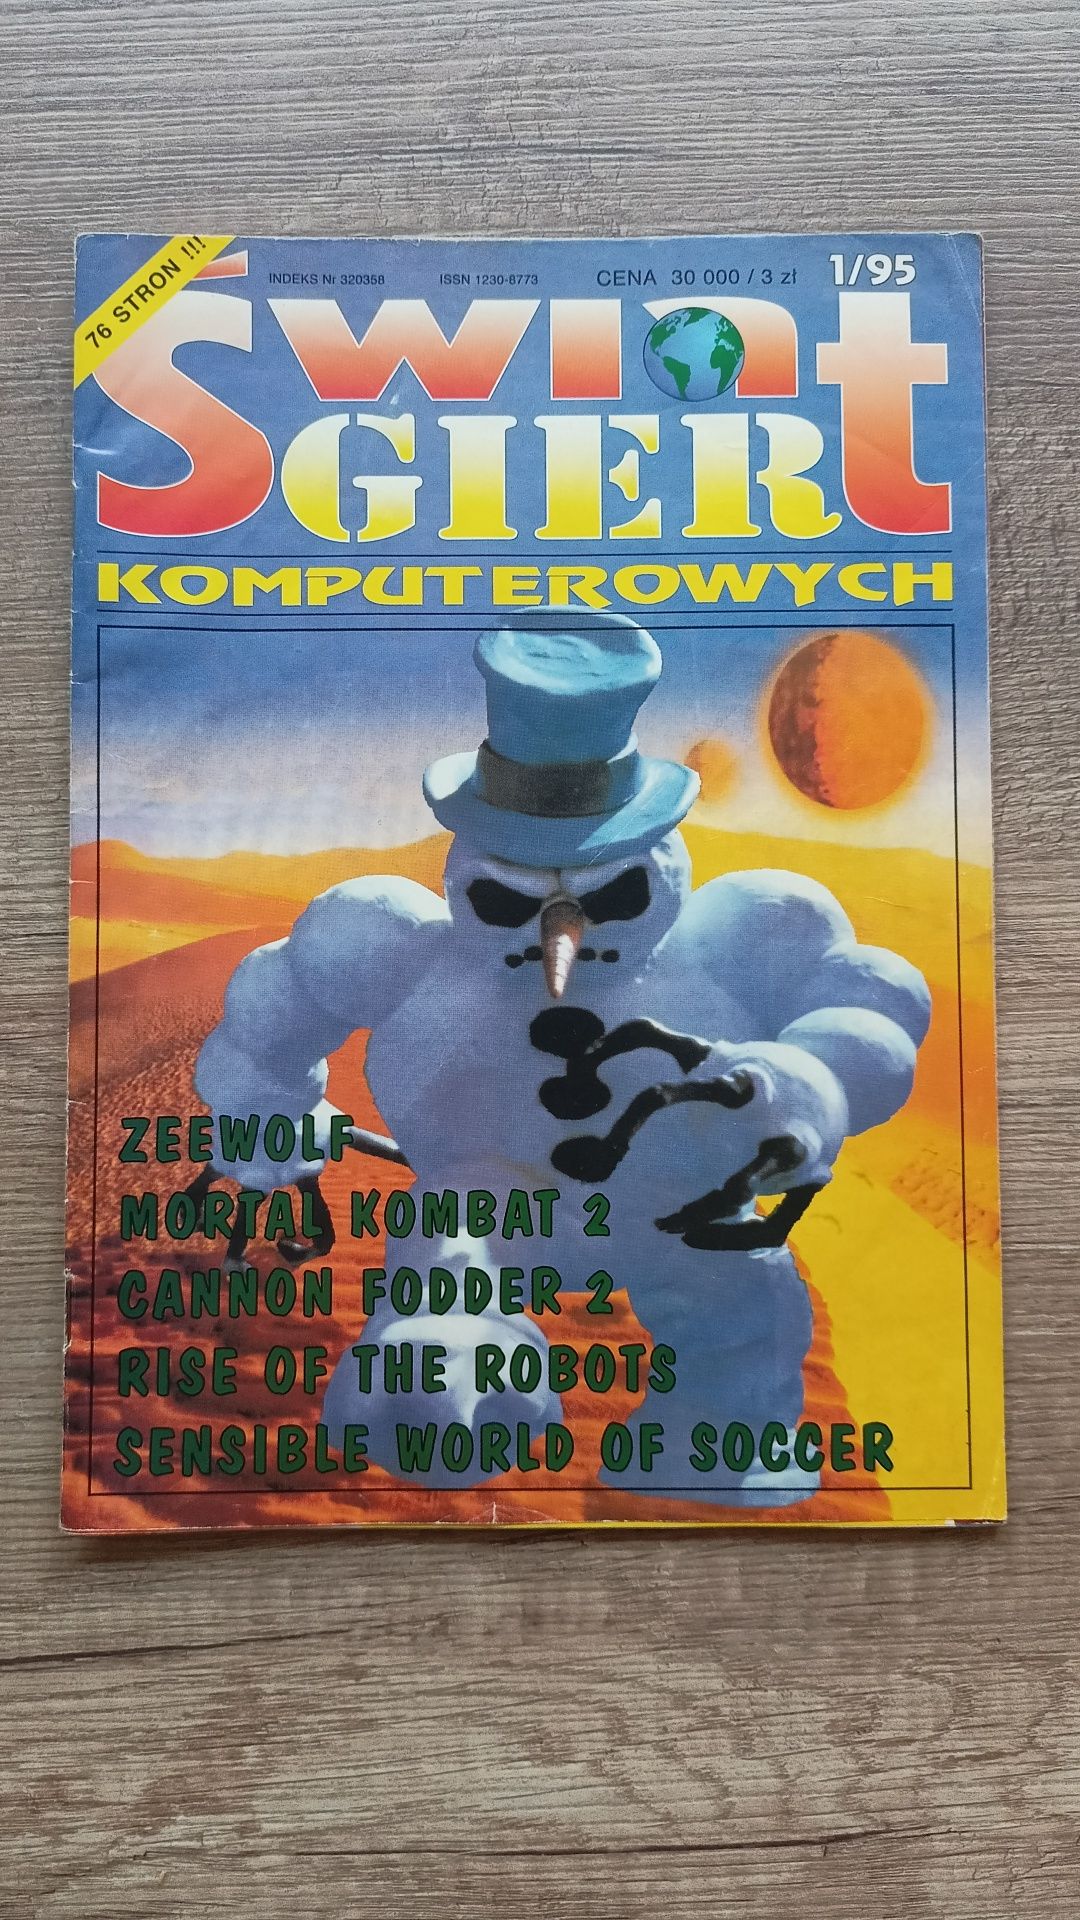 76 STRON !!!
INDEKS Nr 320358 ISSN 1230-8773 CENA 30 000 / 3 zł 1/95
Świat
GIER
KOMPUTEROWYCH
ZEEWOLF
MORTAL KOMBAT 2
CANNON FODDER 2
RISE OF THE ROBOTS
SENSIBLE WORLD OF SOCCER